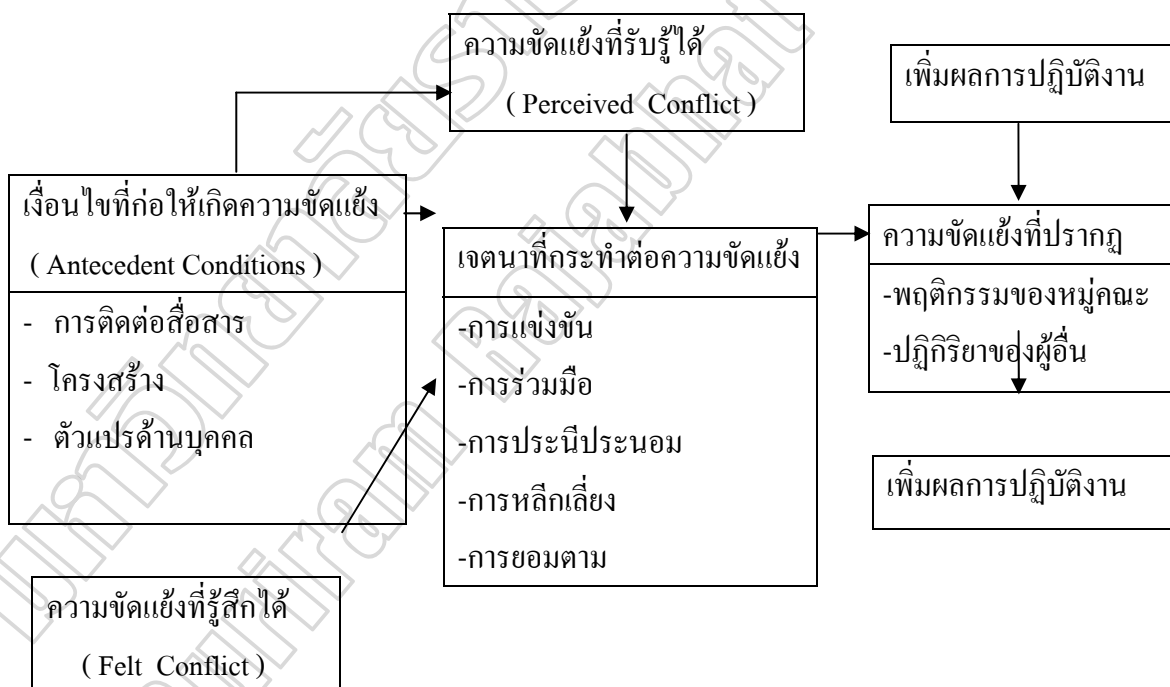 ความขัดแย้งที่รับรู้ได้
( Perceived Conflict )
เพิ่มผลการปฏิบัติงาน
เงื่อนไขที่ก่อให้เกิดความขัดแย้ง
( Antecedent Conditions )
- การติดต่อสื่อสาร
- โครงสร้าง
- ตัวแปรด้านบุคคล
เจตนาที่กระทำต่อความขัดแย้ง
-การแข่งขัน
-การร่วมมือ
-การประนีประนอม
-การหลีกเลี่ยง
-การยอมตาม
ความขัดแย้งที่ปรากฏ
-พฤติกรรมของหมู่คณะ
-ปฏิกิริยาของผู้อื่น
เพิ่มผลการปฏิบัติงาน
ความขัดแย้งที่รู้สึกได้
( Felt Conflict )